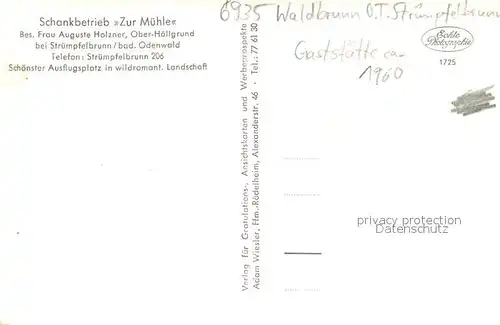 Schankbetrieb »Zur Mühle«
Bes. Frau Auguste Holzner, Ober-Höllgrund
bei Strümpfelbrunn / bad. Odenwald
Telefon: Strümpfelbrunn 206
Schönster Ausflugsplatz in wildromant. Landschaft
6935 Waldbrunn O.T. Strümpfelbrunn
Gaststätte ca.
1960
Echte
Photographie
1725
Verlag für Gratulations-, Ansichtskarten und Werbeprospekte
Adam Wiesler, Ffm.-Rödelheim, Alexanderstr. 46 · Tel.: 77 61 30
privacy protection
Datenschutz